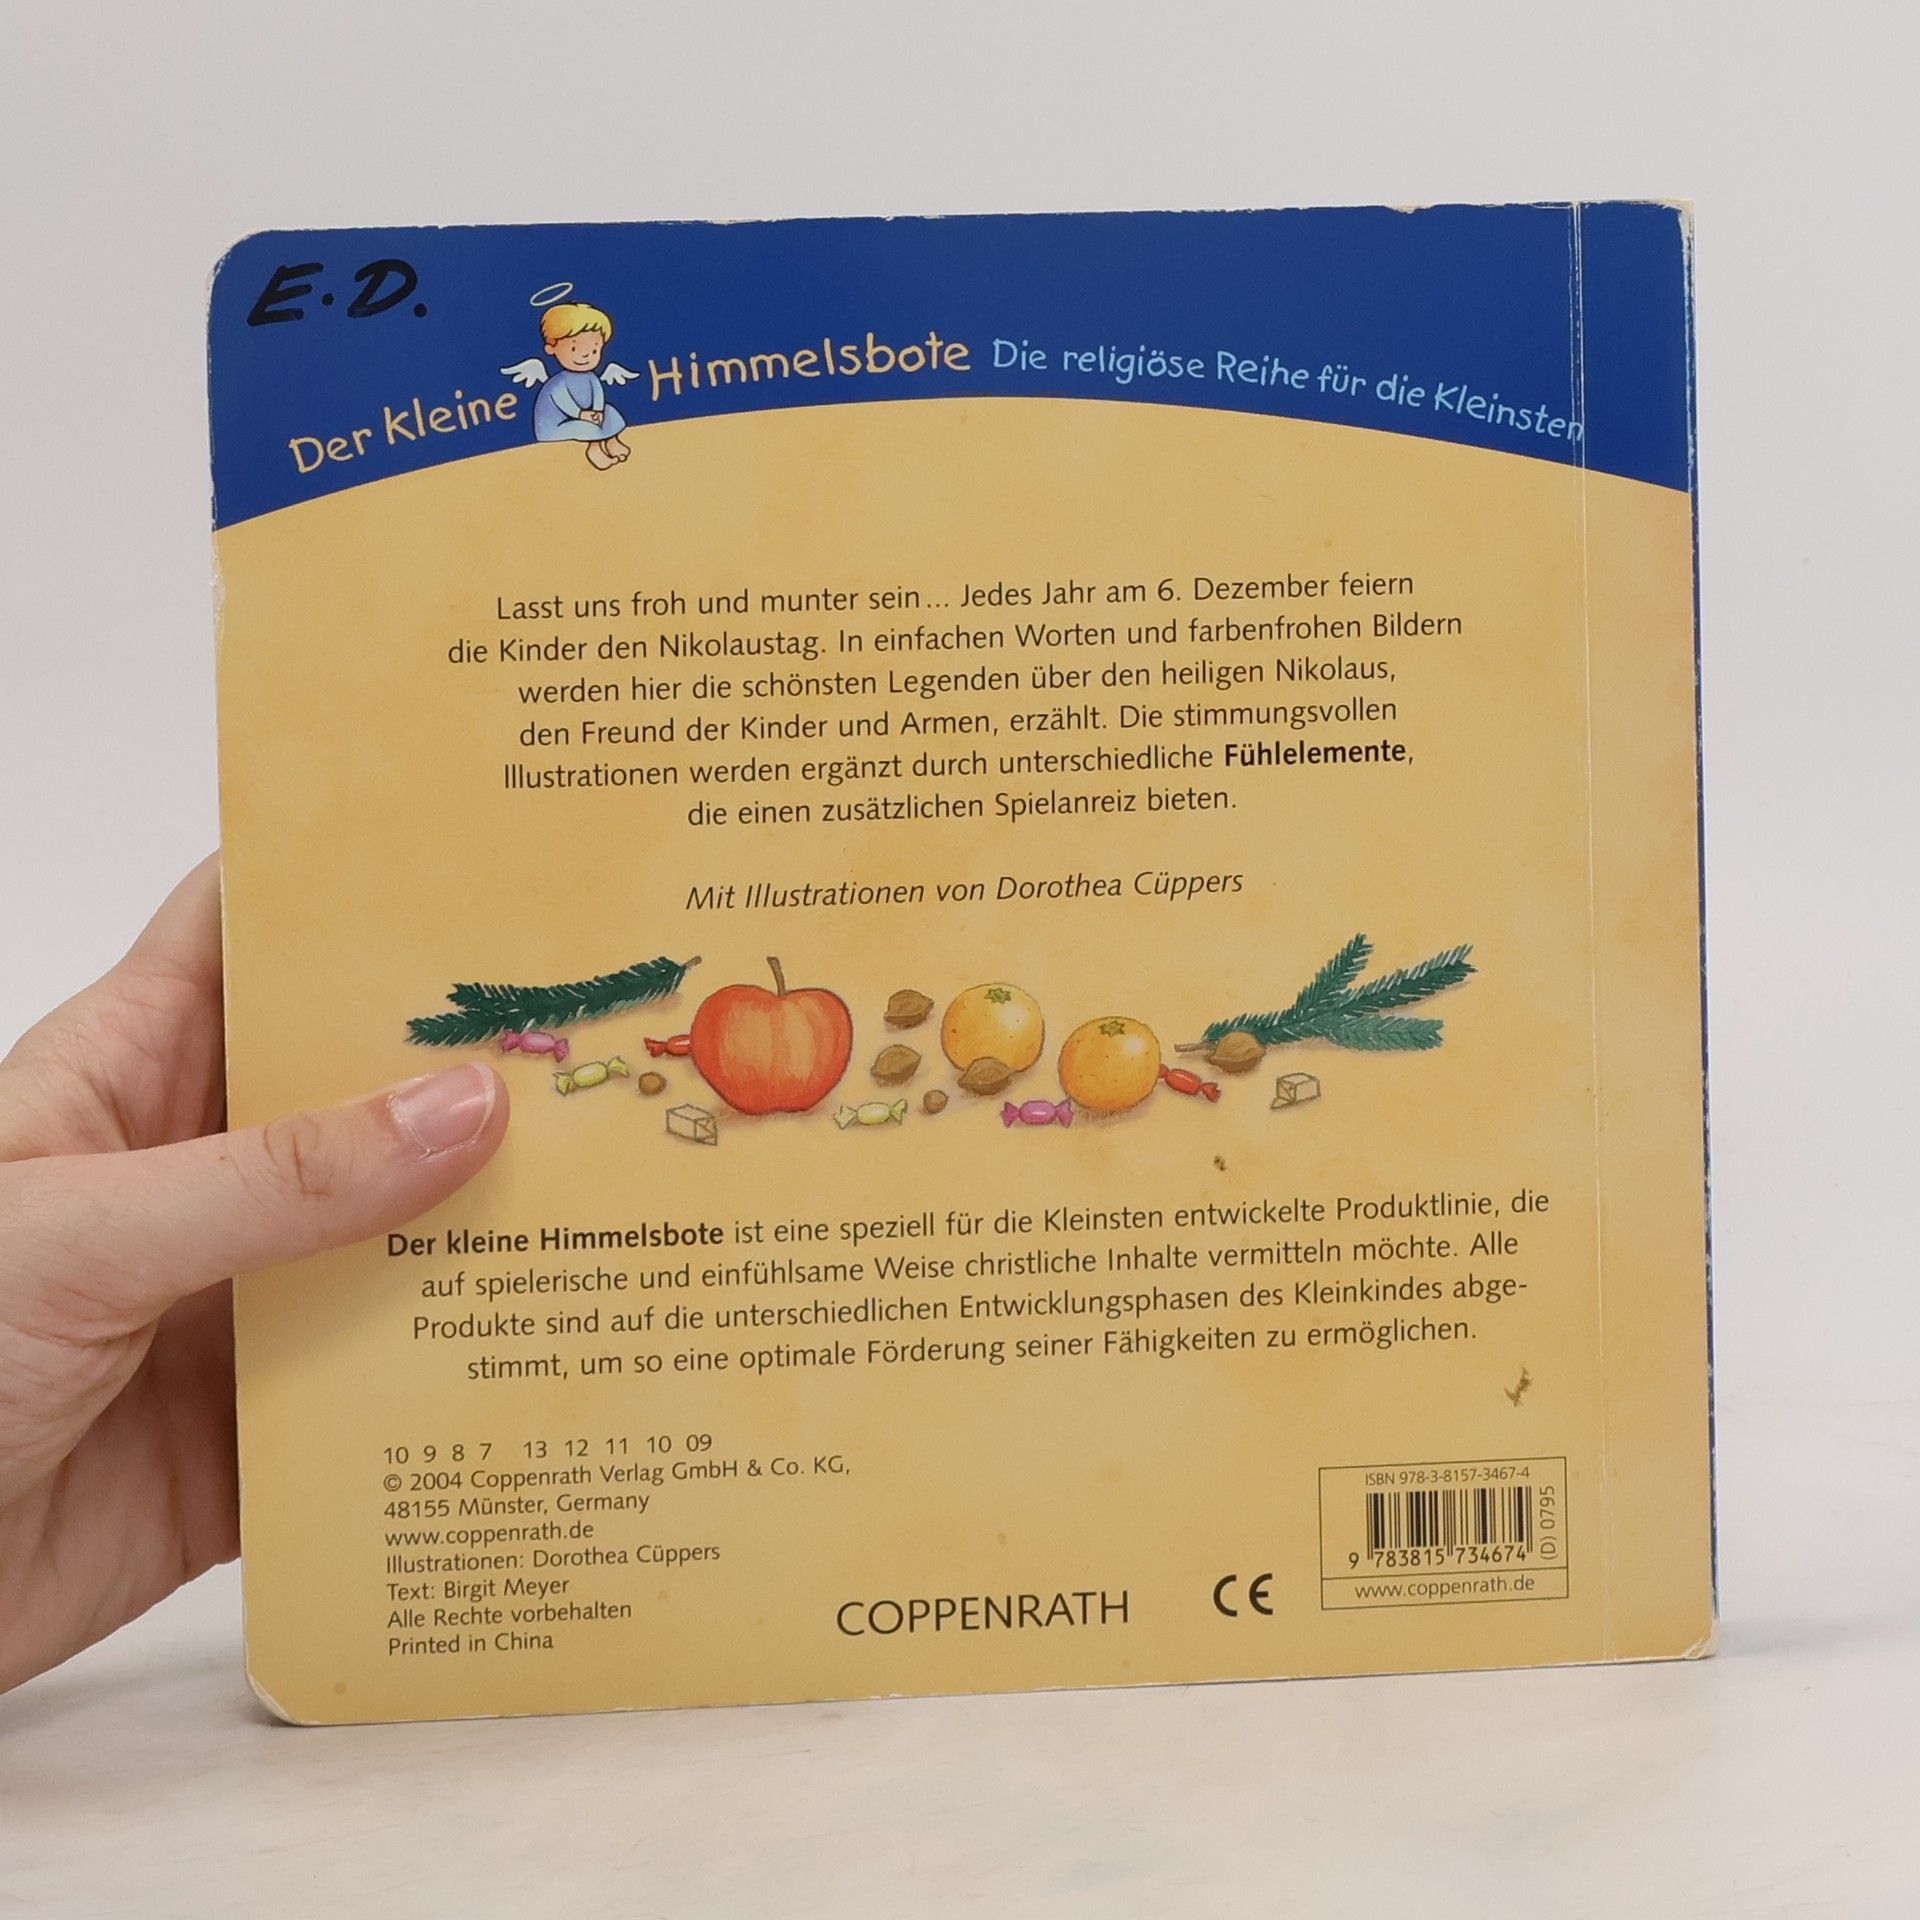 E.D.
Der kleine Himmelsbote Die religiöse Reihe für die Kleinsten
Lasst uns froh und munter sein... Jedes Jahr am 6. Dezember feiern
die Kinder den Nikolaustag. In einfachen Worten und farbenfrohen Bildern
werden hier die schönsten Legenden über den heiligen Nikolaus,
den Freund der Kinder und Armen, erzählt. Die stimmungsvollen
Illustrationen werden ergänzt durch unterschiedliche Fühlelemente,
die einen zusätzlichen Spielanreiz bieten.
Mit Illustrationen von Dorothea Cüppers
Der kleine Himmelsbote ist eine speziell für die Kleinsten entwickelte Produktlinie, die
auf spielerische und einfühlsame Weise christliche Inhalte vermitteln möchte. Alle
Produkte sind auf die unterschiedlichen Entwicklungsphasen des Kleinkindes abge-
stimmt, um so eine optimale Förderung seiner Fähigkeiten zu ermöglichen.
10 9 8 7 13 12 11 10 09
© 2004 Coppenrath Verlag GmbH & Co. KG,
48155 Münster, Germany
www.coppenrath.de
Illustrationen: Dorothea Cüppers
Text: Birgit Meyer
Alle Rechte vorbehalten
Printed in China
COPPENRATH
CE
ISBN 978-3-8157-3467-4
9 783815 734674
(D) 0795
www.coppenrath.de